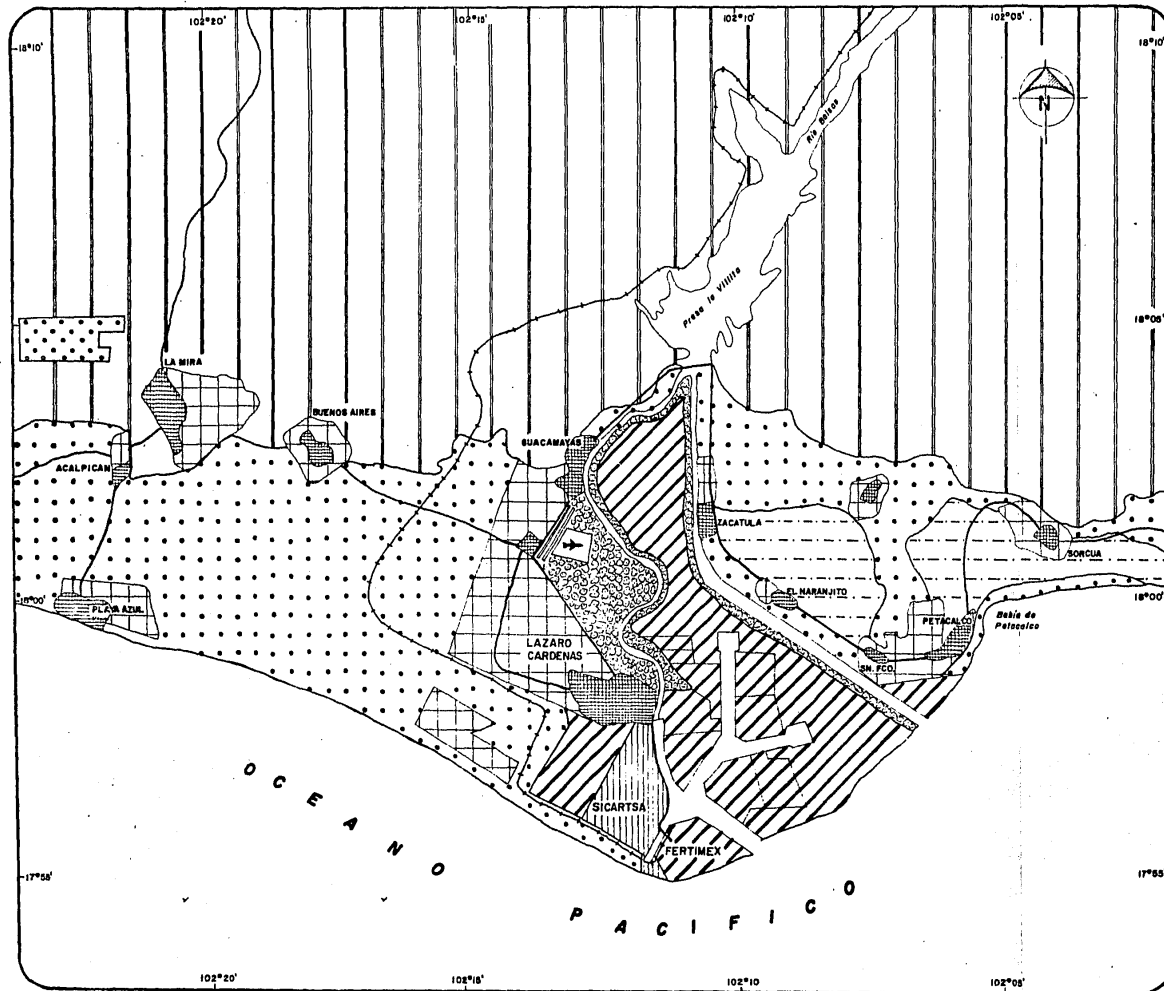 102°20'
102°15'
102°10'
102°05'
18°10'
18°10'
N
Río Balsas
Presa la Villita
18°05'
LA MIRA
BUENOS AIRES
GUACAMAYAS
ACALPICAN
ZACATULA
SORCUA
18°00'
18°00'
PLAYA AZUL
EL NARANJITO
PETACALCO
Bahía de
Petacalco
LAZARO
CARDENAS
SN. FCO.
OCEANO
SICARTSA
FERTIMEX
17°55'
17°55'
PACIFICO
102°20'
102°15'
102°10'
102°05'